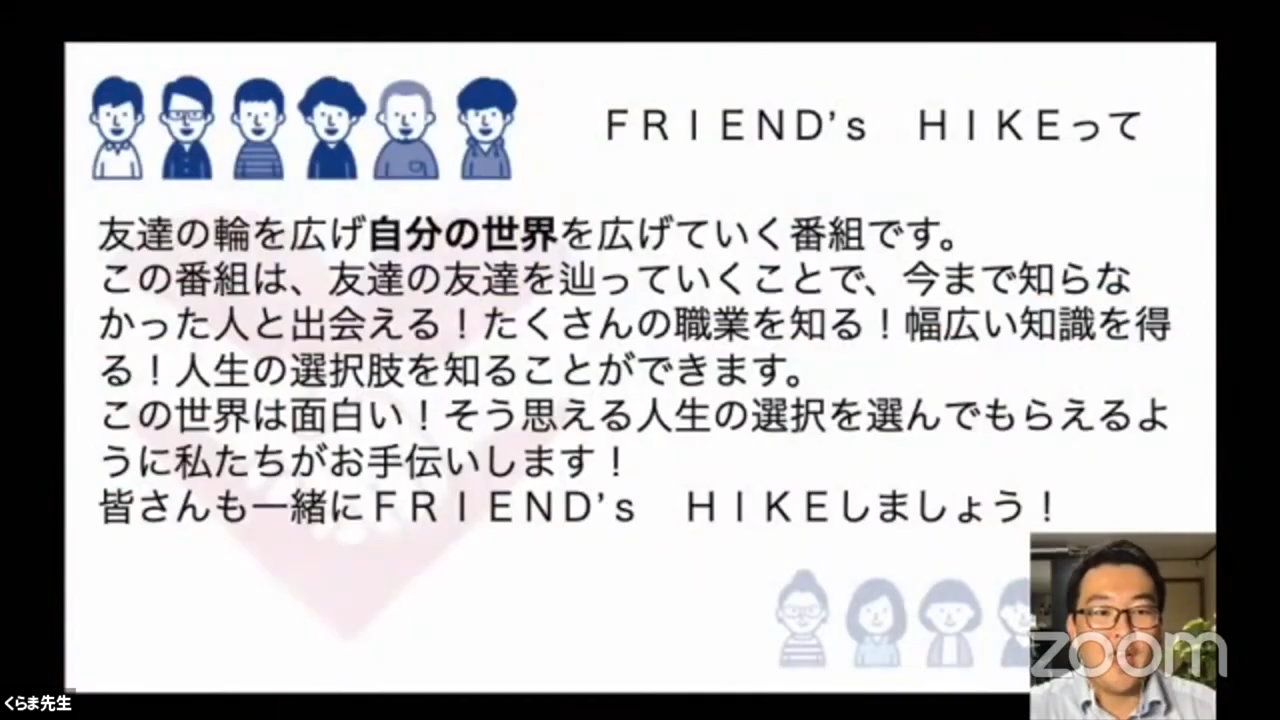 ＦＲＩＥＮＤ’ｓ　ＨＩＫＥって
友達の輪を広げ自分の世界を広げていく番組です。
この番組は、友達の友達を辿っていくことで、今まで知らな
かった人と出会える！たくさんの職業を知る！幅広い知識を得
る！人生の選択肢を知ることができます。
この世界は面白い！そう思える人生の選択を選んでもらえるよ
うに私たちがお手伝いします！
皆さんも一緒にＦＲＩＥＮＤ’ｓ　ＨＩＫＥしましょう！
zoom
くらま先生